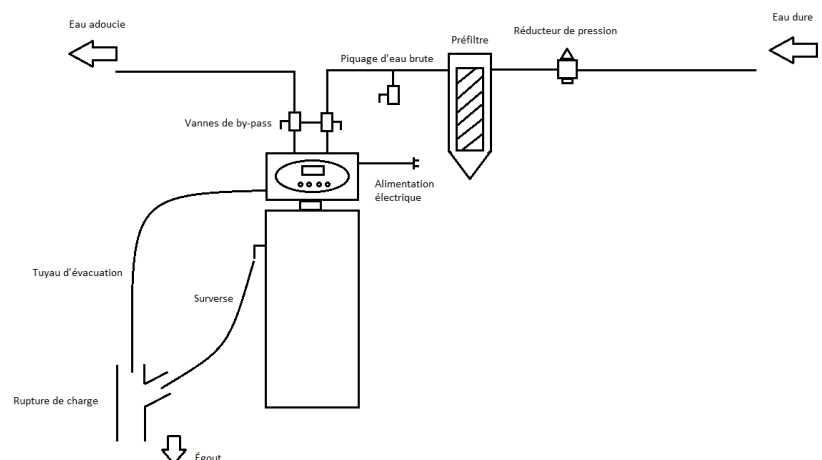 Eau adoucie
Eau dure
Réducteur de pression
Préfiltre
Piquage d'eau brute
Vannes de by-pass
Alimentation
électrique
Tuyau d'évacuation
Surverse
Rupture de charge
Égout